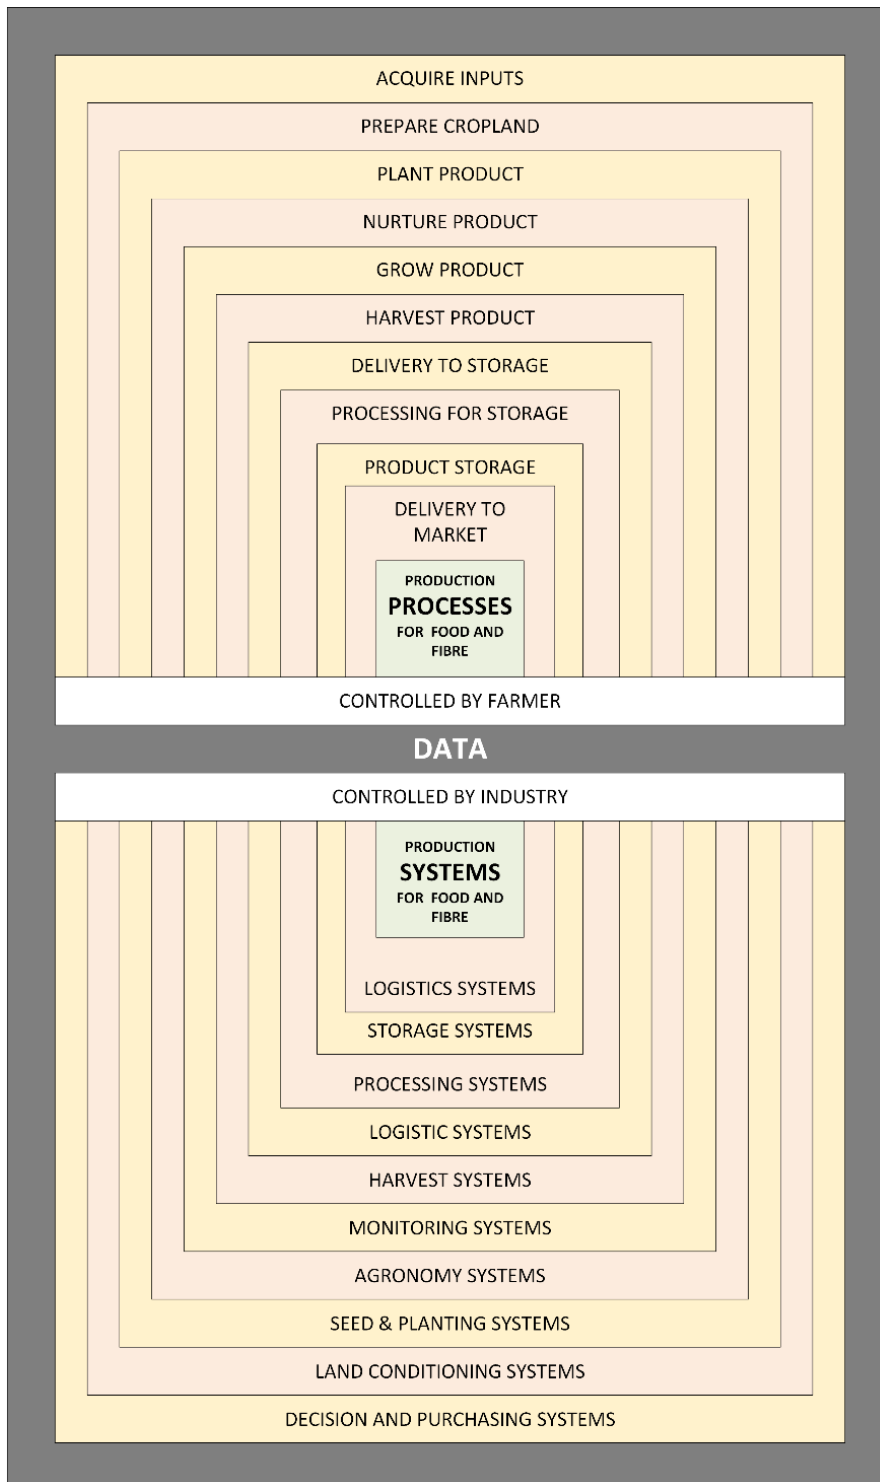 ACQUIRE INPUTS
PREPARE CROPLAND
PLANT PRODUCT
NURTURE PRODUCT
GROW PRODUCT
HARVEST PRODUCT
DELIVERY TO STORAGE
PROCESSING FOR STORAGE
PRODUCT STORAGE
DELIVERY TO
MARKET
PRODUCTION
PROCESSES
FOR FOOD AND
FIBRE
CONTROLLED BY FARMER
DATA
CONTROLLED BY INDUSTRY
PRODUCTION
SYSTEMS
FOR FOOD AND
FIBRE
LOGISTICS SYSTEMS
STORAGE SYSTEMS
PROCESSING SYSTEMS
LOGISTIC SYSTEMS
HARVEST SYSTEMS
MONITORING SYSTEMS
AGRONOMY SYSTEMS
SEED & PLANTING SYSTEMS
LAND CONDITIONING SYSTEMS
DECISION AND PURCHASING SYSTEMS